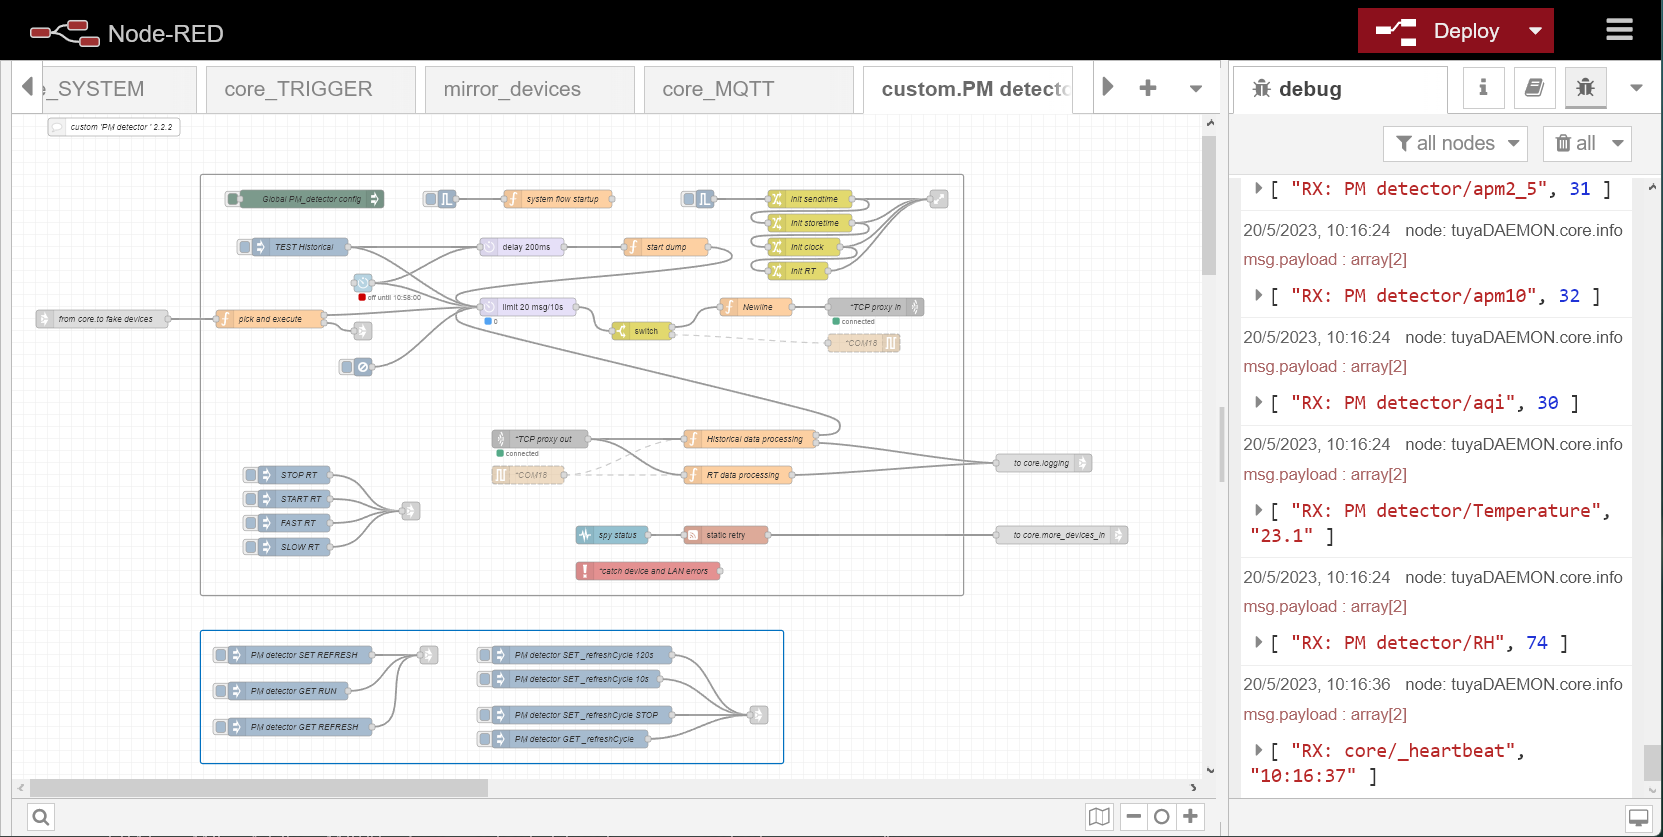 Node-RED
Deploy
e_SYSTEM
core_TRIGGER
mirror_devices
core_MQTT
custom.PM detecto
debug
all nodes
all
custom 'PM detector ' 2.2.2
Global PM_detector config
system flow startup
Init sendtime
Init storetime
Init clock
Init RT
TEST Historical
delay 200ms
start dump
off until 10:58:00
from core.to fake devices
pick and execute
limit 20 msg/10s
0
switch
Newline
*TCP proxy in
connected
*COM18
*TCP proxy out
connected
*COM18
Historical data processing
RT data processing
to core.logging
STOP RT
START RT
FAST RT
SLOW RT
spy status
static retry
to core.more_devices_in
*catch device and LAN errors
PM detector SET REFRESH
PM detector GET RUN
PM detector GET REFRESH
PM detector SET _refreshCycle 120s
PM detector SET _refreshCycle 10s
PM detector SET _refreshCycle STOP
PM detector GET _refreshCycle
[ "RX: PM detector/apm2_5", 31 ]
20/5/2023, 10:16:24 node: tuyaDAEMON.core.info
msg.payload : array[2]
[ "RX: PM detector/apm10", 32 ]
20/5/2023, 10:16:24 node: tuyaDAEMON.core.info
msg.payload : array[2]
[ "RX: PM detector/aqi", 30 ]
20/5/2023, 10:16:24 node: tuyaDAEMON.core.info
msg.payload : array[2]
[ "RX: PM detector/Temperature",
"23.1" ]
20/5/2023, 10:16:24 node: tuyaDAEMON.core.info
msg.payload : array[2]
[ "RX: PM detector/RH", 74 ]
20/5/2023, 10:16:36 node: tuyaDAEMON.core.info
msg.payload : array[2]
[ "RX: core/_heartbeat",
"10:16:37" ]